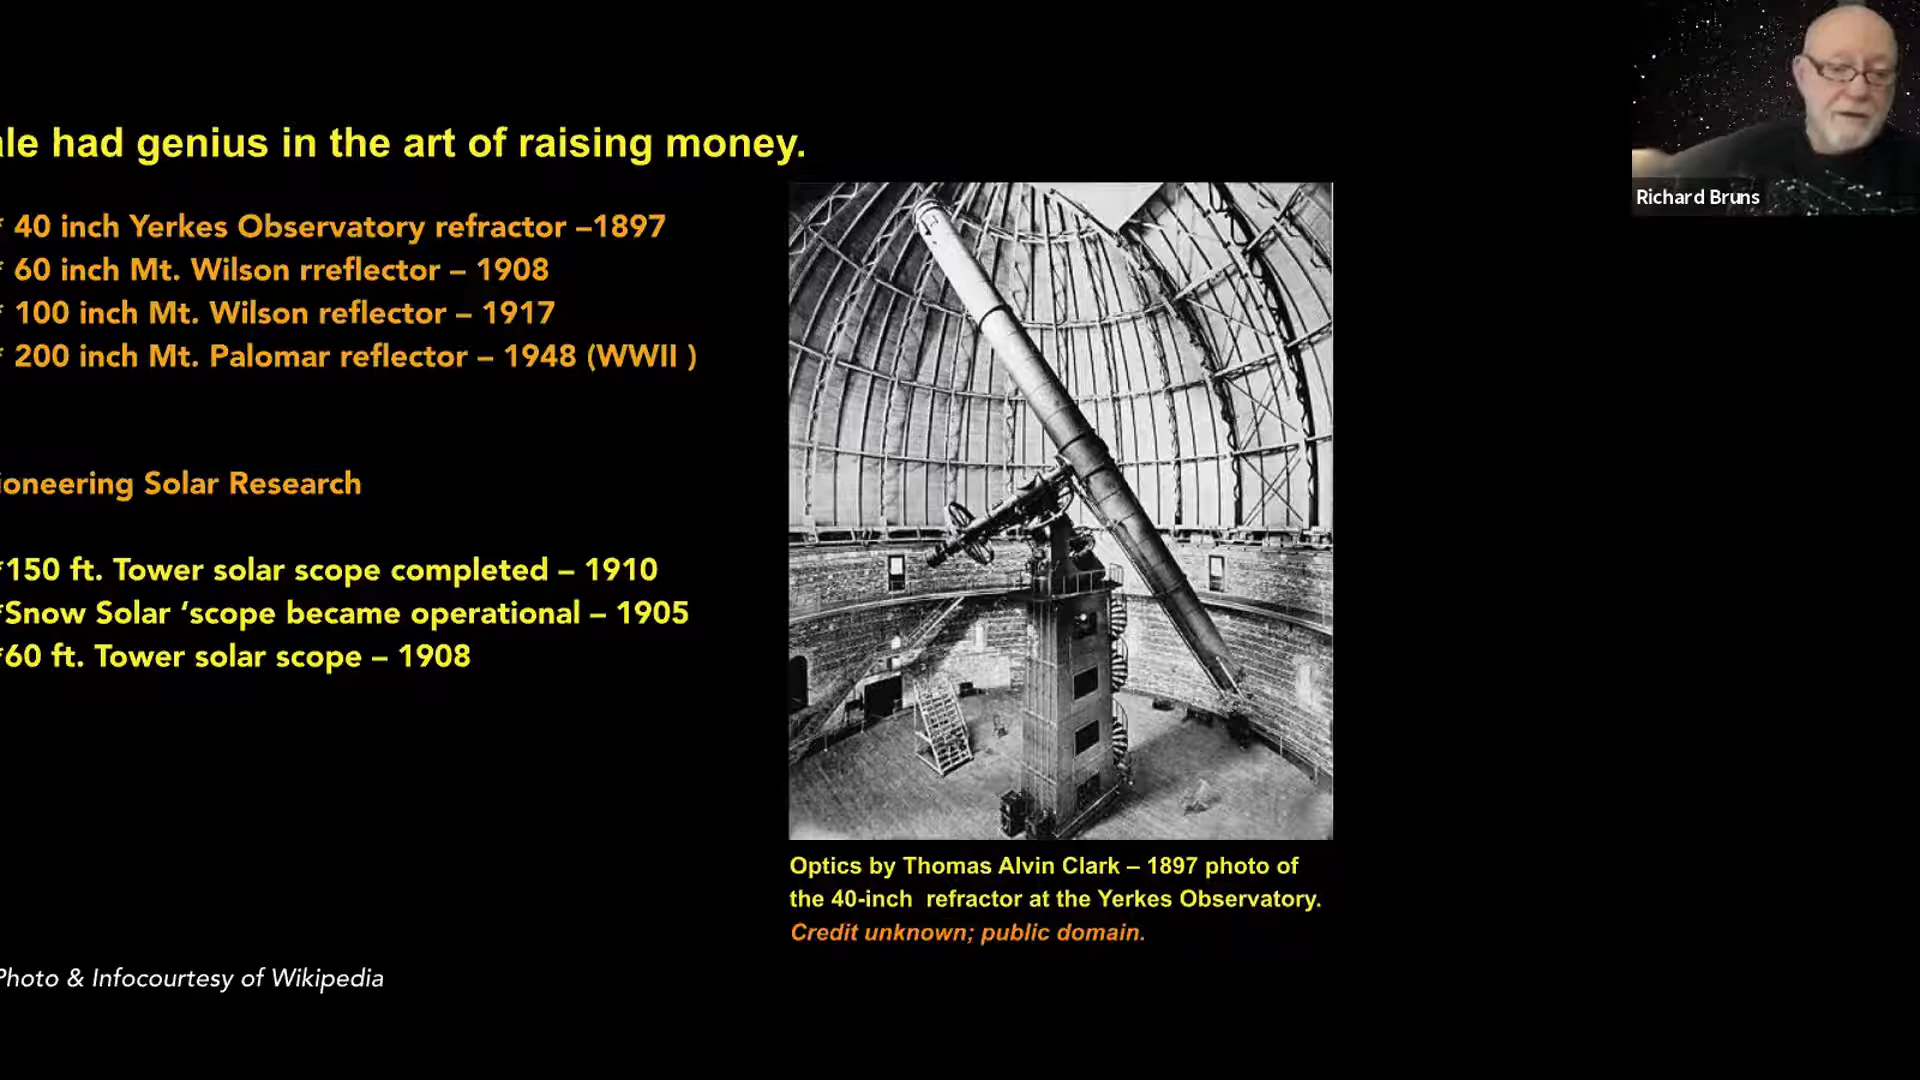 ale had genius in the art of raising money.
* 40 inch Yerkes Observatory refractor –1897
* 60 inch Mt. Wilson rreflector – 1908
* 100 inch Mt. Wilson reflector – 1917
* 200 inch Mt. Palomar reflector – 1948 (WWII )
ioneering Solar Research
*150 ft. Tower solar scope completed – 1910
*Snow Solar ‘scope became operational – 1905
*60 ft. Tower solar scope – 1908
Photo & Infocourtesy of Wikipedia
Optics by Thomas Alvin Clark – 1897 photo of
the 40-inch  refractor at the Yerkes Observatory.
Credit unknown; public domain.
Richard Bruns